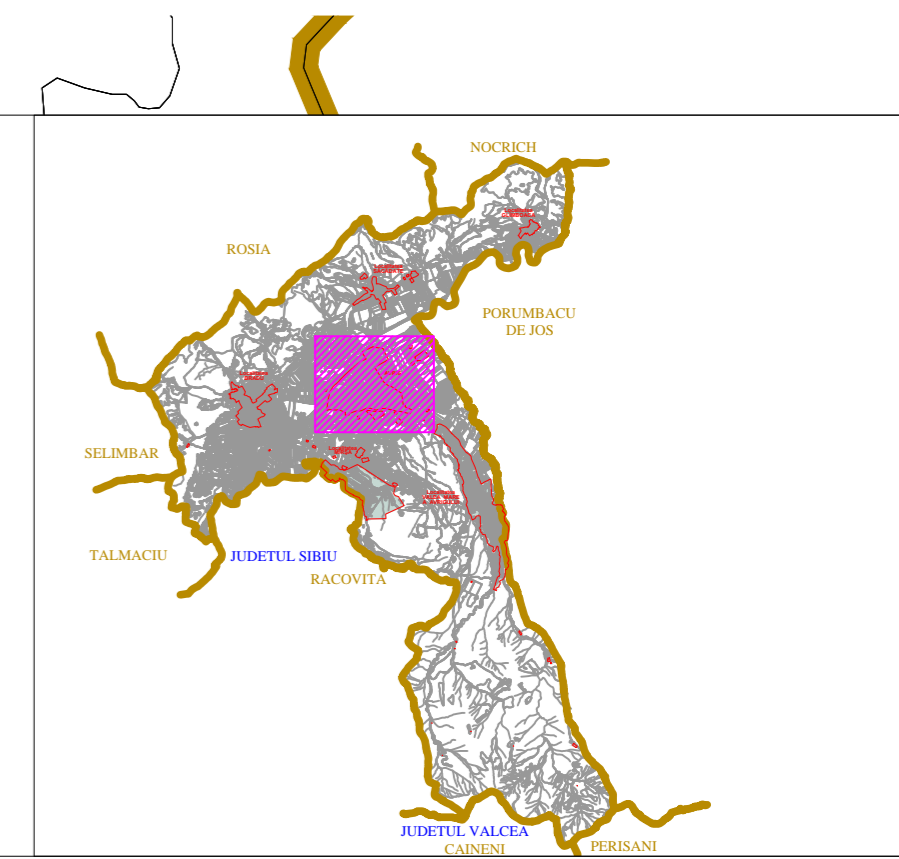 NOCRICH
ROSIA
PORUMBACU
DE JOS
SELIMBAR
TALMACIU
JUDETUL SIBIU
RACOVITA
JUDETUL VALCEA
CAINENI
PERISANI